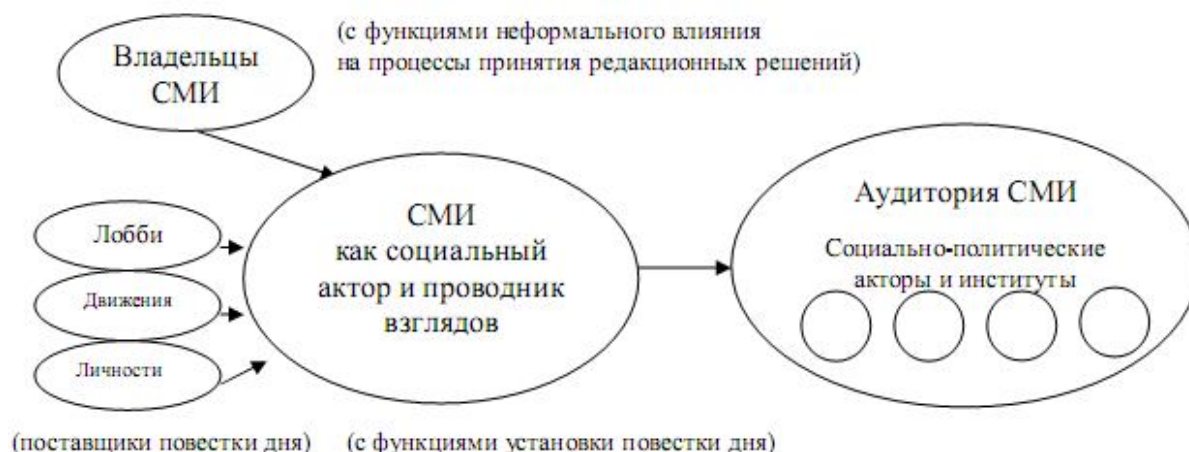 (с функциями неформального влияния
на процессы принятия редакционных решений)
Владельцы
СМИ
Лобби
Движения
Личности
СМИ
как социальный
актор и проводник
взглядов
Аудитория СМИ
Социально-политические
акторы и институты
(поставщики повестки дня)
(с функциями установки повестки дня)